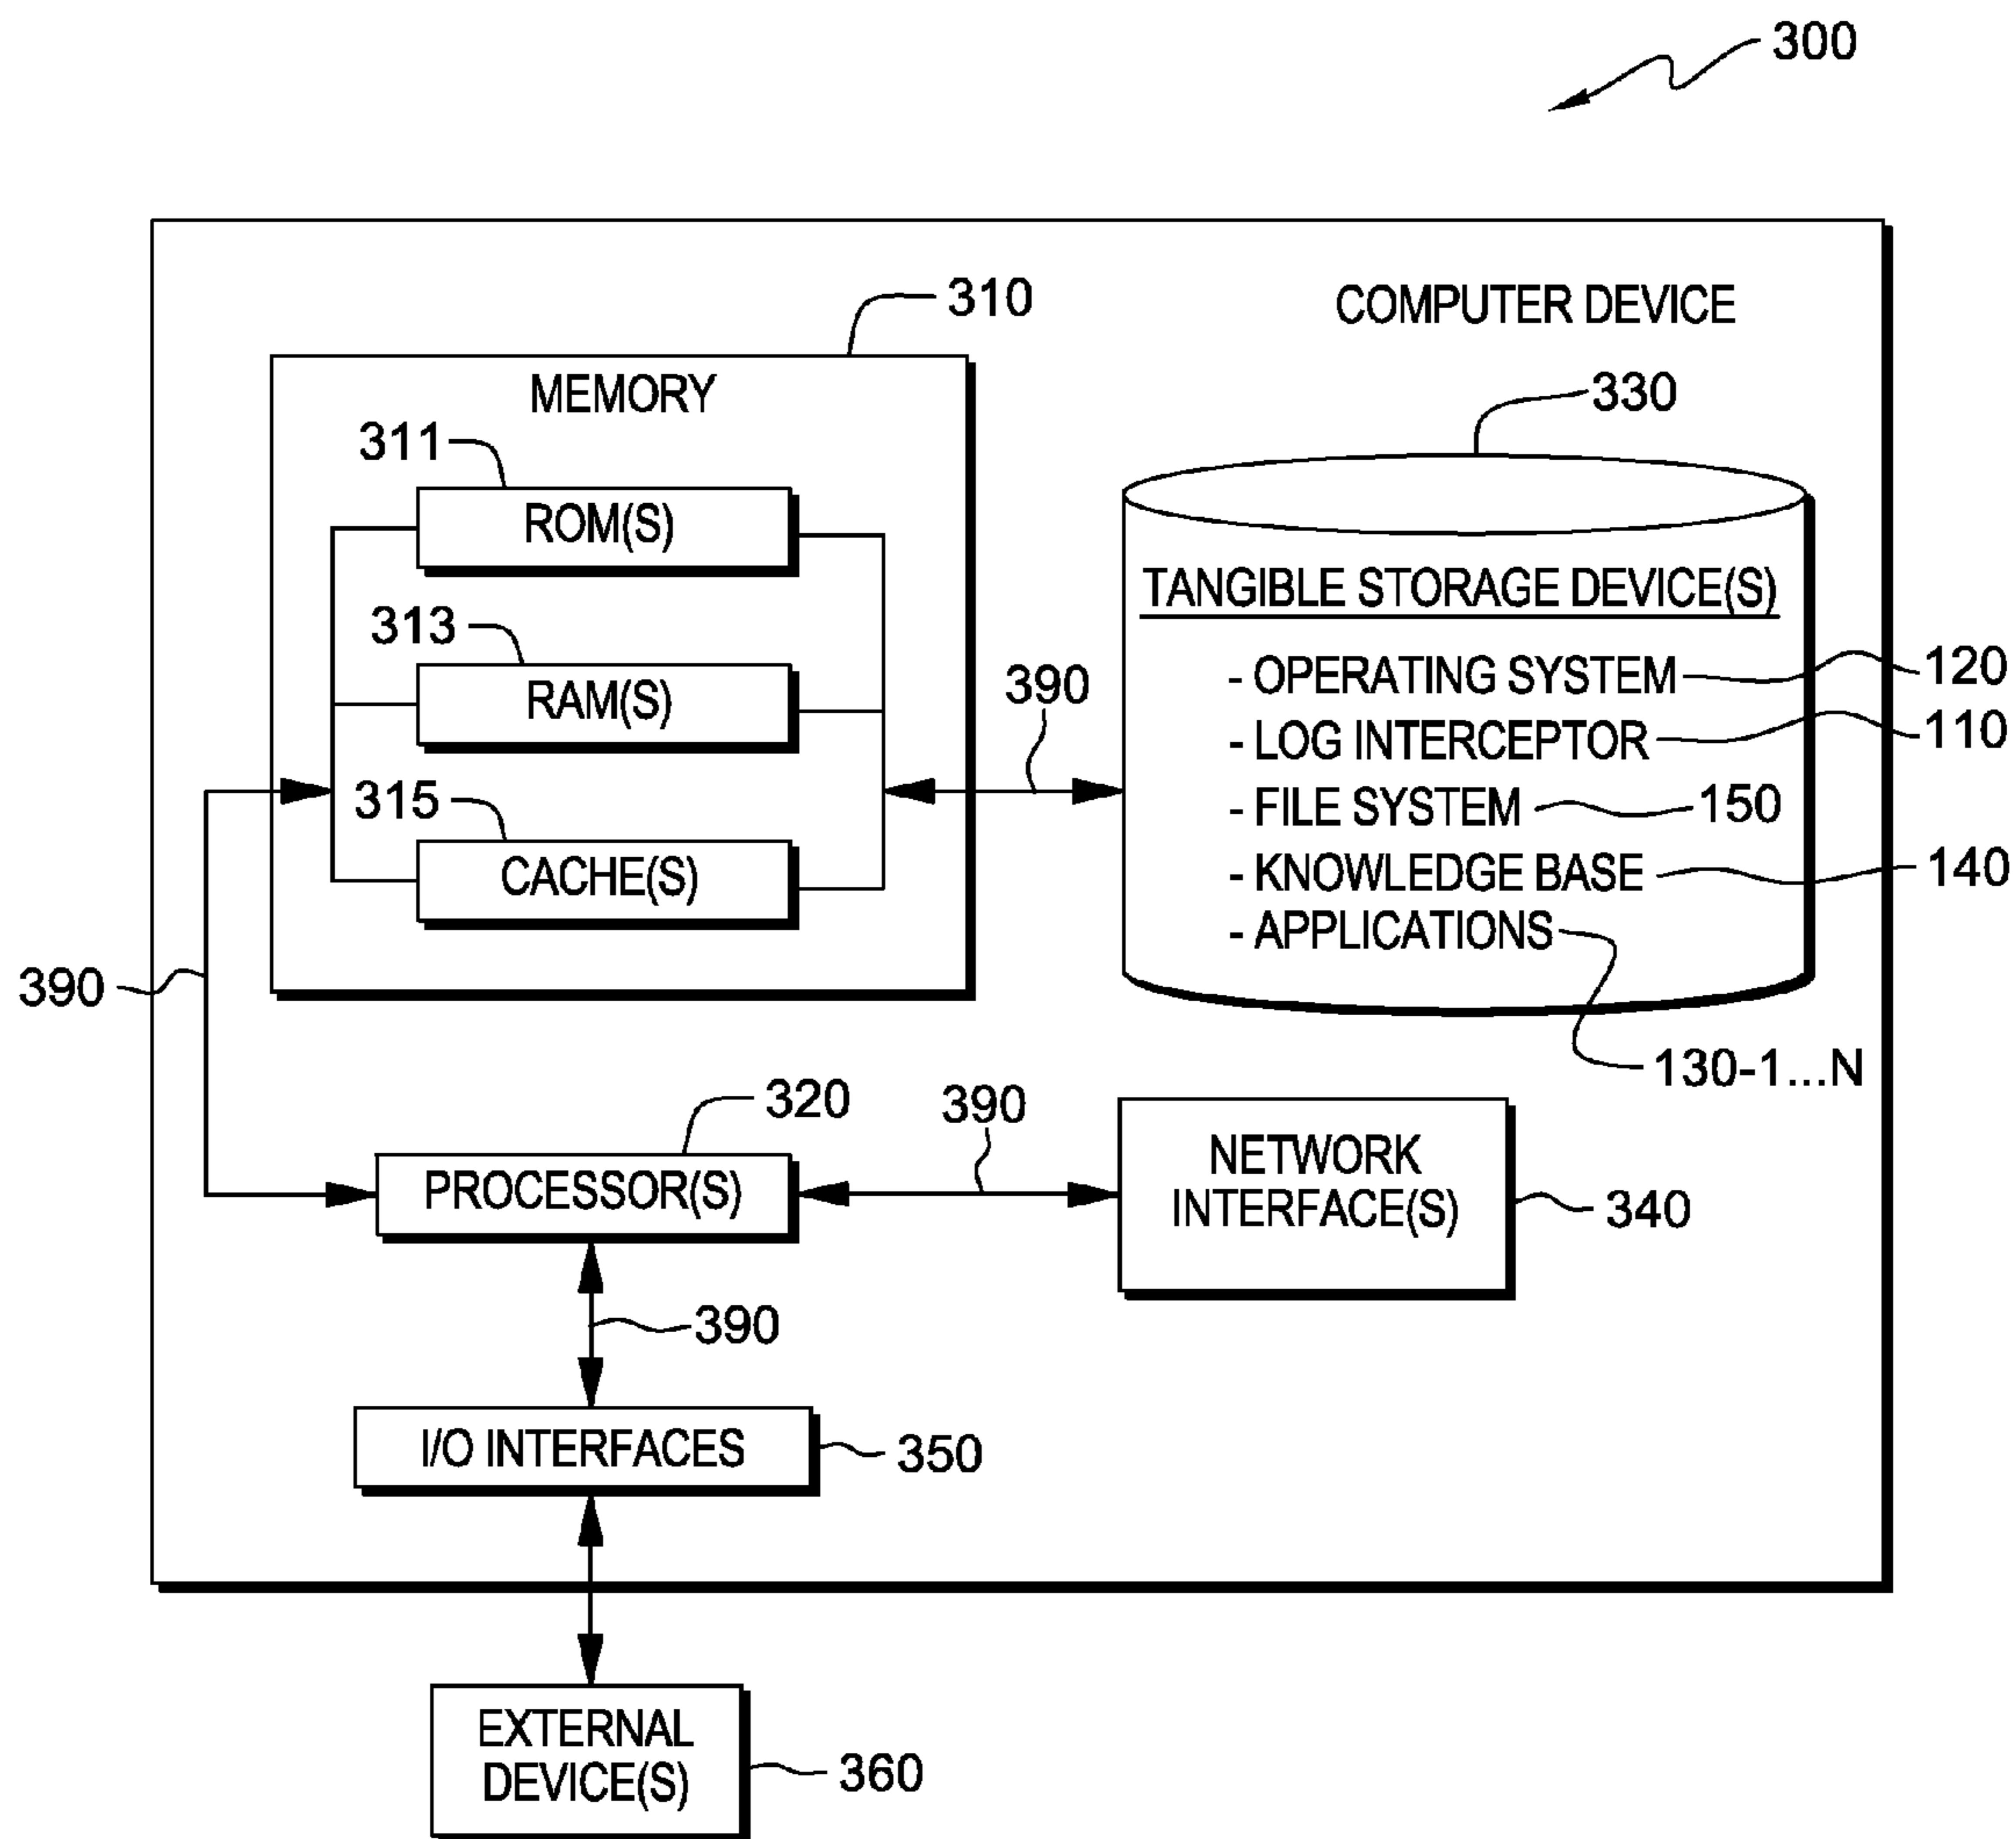 300
310
COMPUTER DEVICE
MEMORY
330
311
ROM(S)
TANGIBLE STORAGE DEVICE(S)
313
RAM(S)
390
- OPERATING SYSTEM
120
- LOG INTERCEPTOR
110
315
- FILE SYSTEM
150
CACHE(S)
- KNOWLEDGE BASE
140
- APPLICATIONS
390
130-1...N
320
390
PROCESSOR(S)
NETWORK
INTERFACE(S)
340
390
I/O INTERFACES
350
EXTERNAL
DEVICE(S)
360